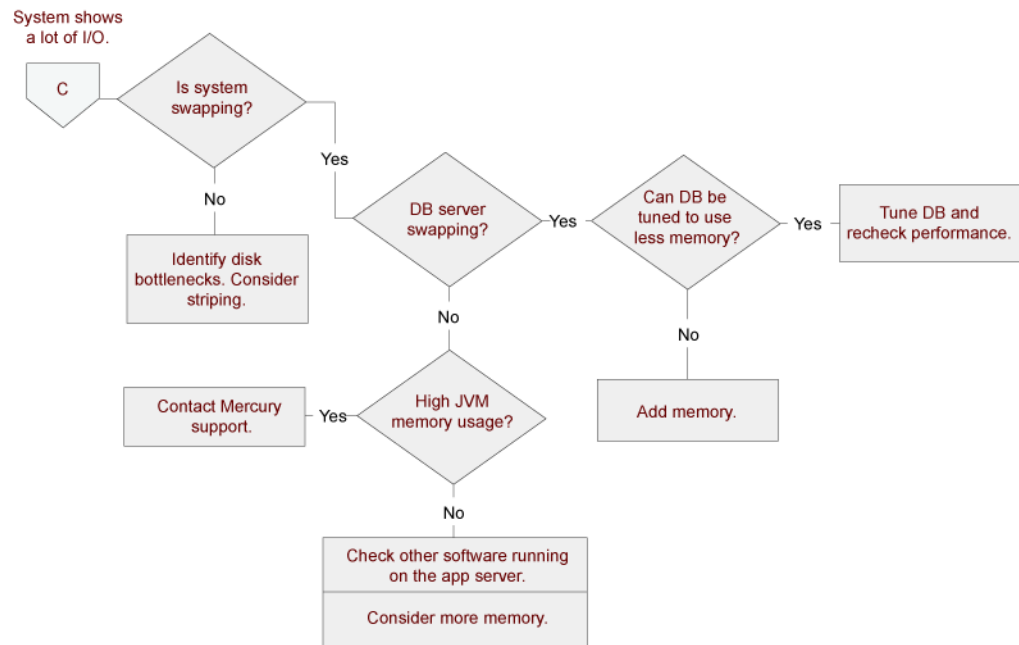 System shows
a lot of I/O.
C
Is system
swapping?
Yes
No
Identify disk
bottlenecks. Consider
striping.
DB server
swapping?
Yes
Can DB be
tuned to use
less memory?
Yes
Tune DB and
recheck performance.
No
No
Add memory.
High JVM
memory usage?
Yes
Contact Mercury
support.
No
Check other software running
on the app server.
Consider more memory.